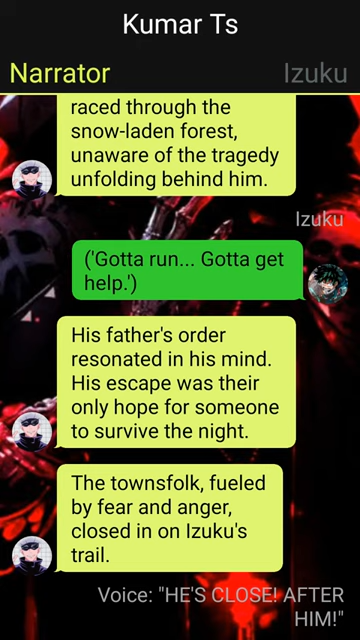 Kumar Ts
Narrator
Izuku
raced through the
snow-laden forest,
unaware of the tragedy
unfolding behind him.
Izuku
('Gotta run... Gotta get
help.')
His father's order
resonated in his mind.
His escape was their
only hope for someone
to survive the night.
The townsfolk, fueled
by fear and anger,
closed in on Izuku's
trail.
Voice: "HE'S CLOSE! AFTER
HIM!"